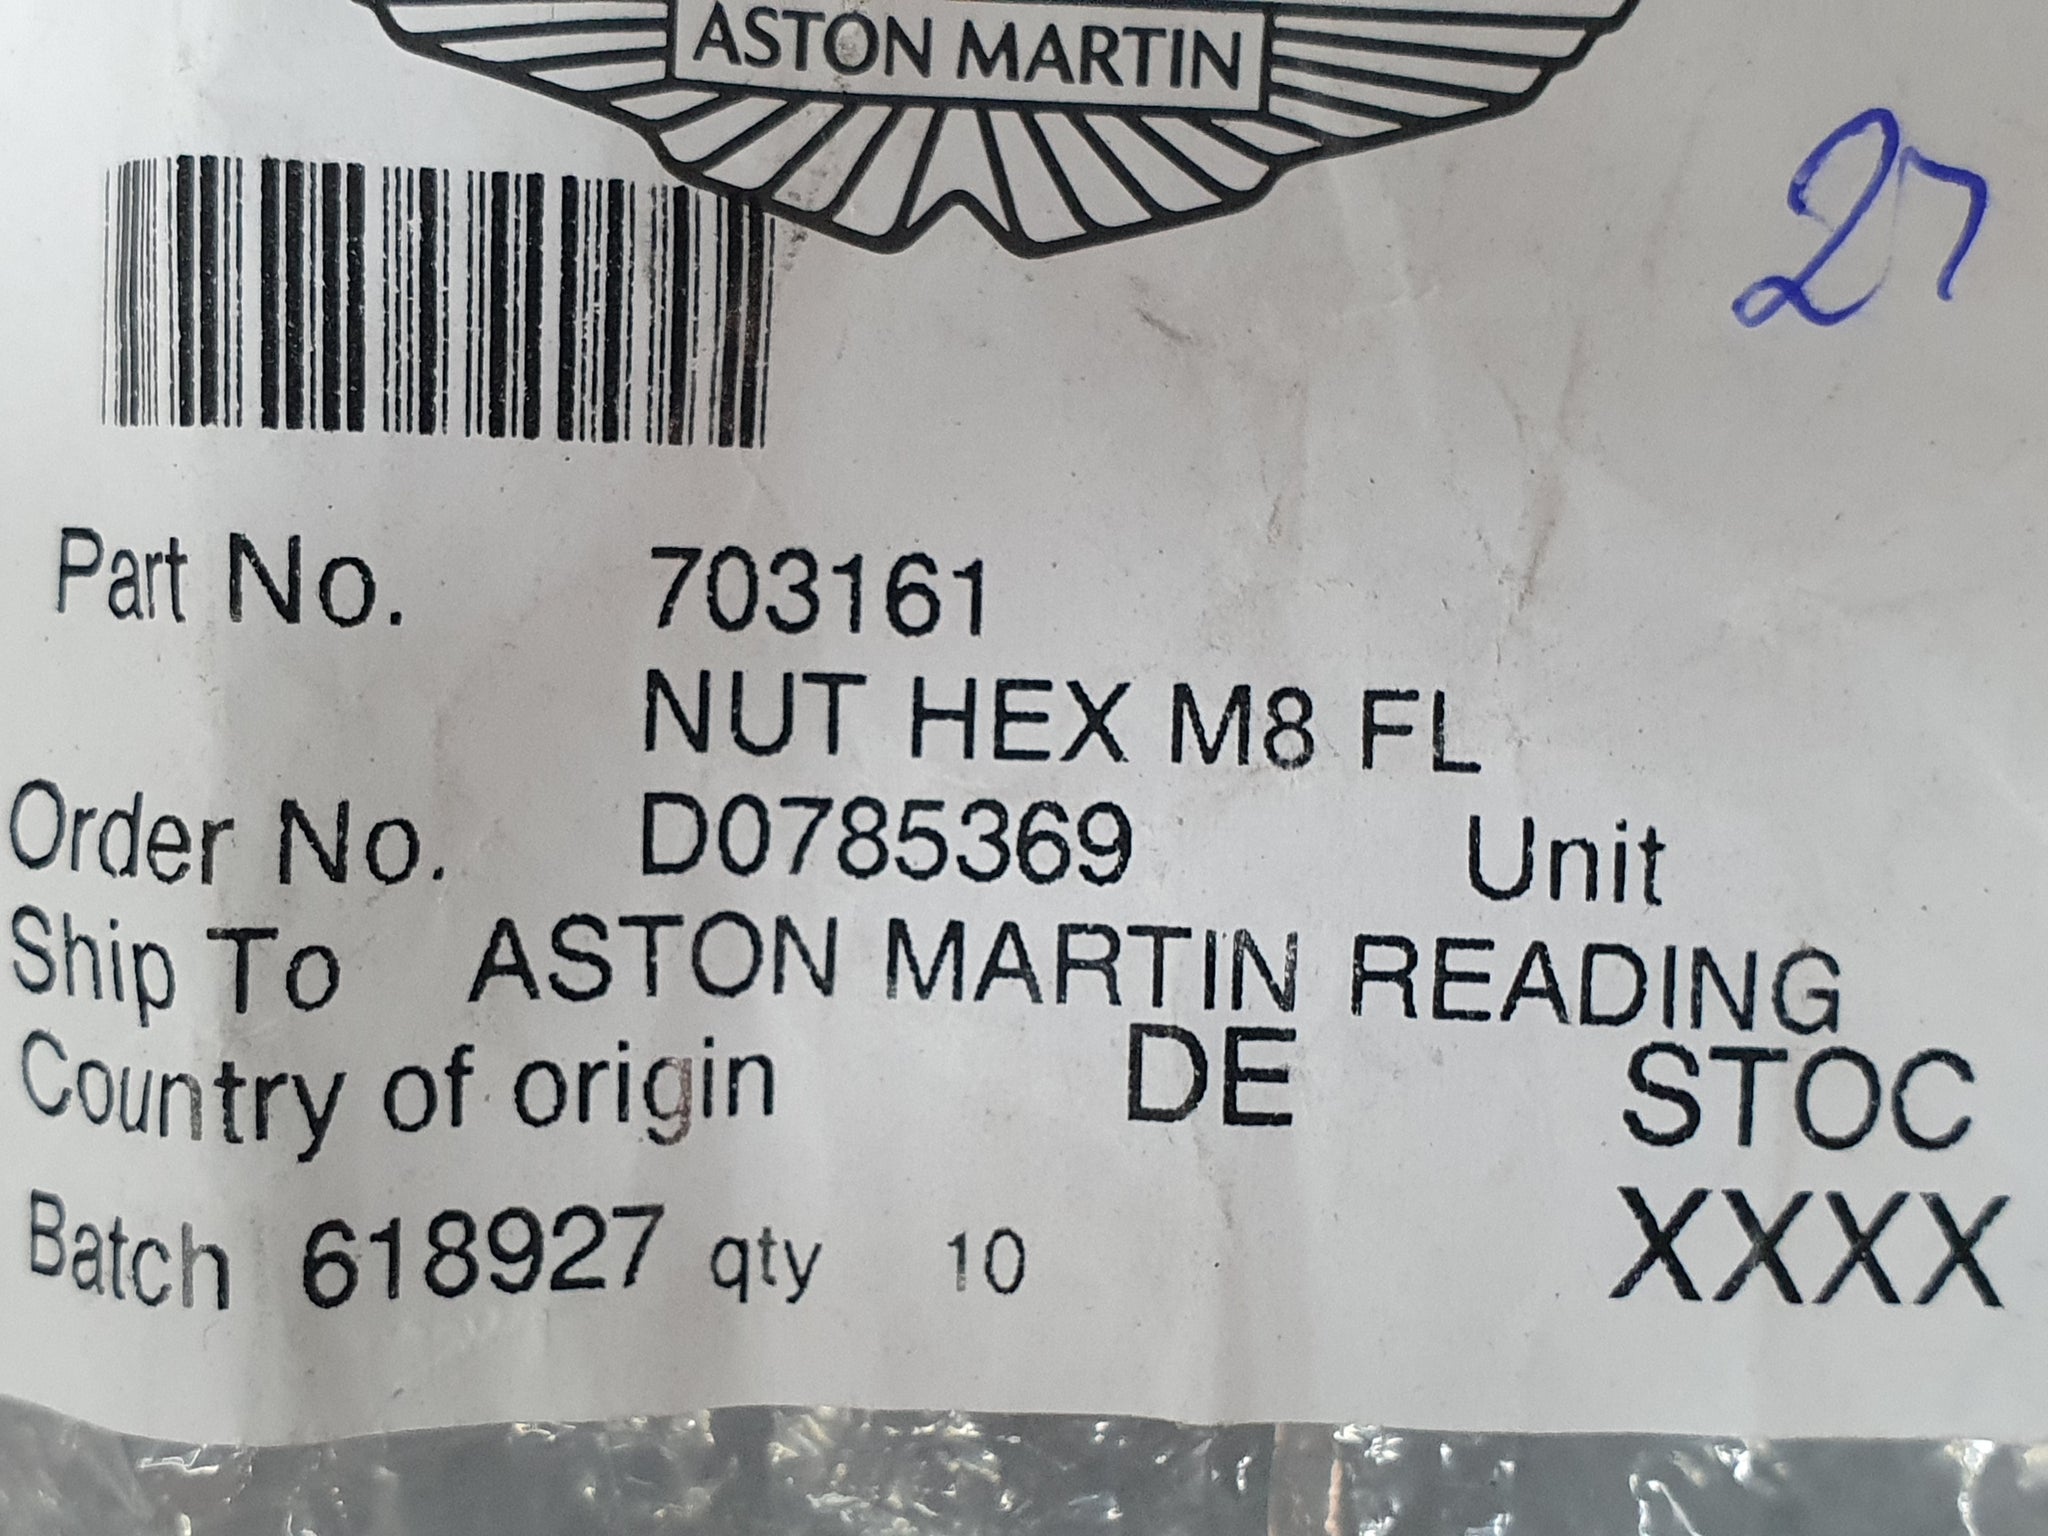 ASTON MARTIN
27
Part No. 703161
NUT HEX M8 FL
Order No. D0785369 Unit
Ship To ASTON MARTIN READING
Country of origin DE STOC
Batch 618927 qty 10 XXXX